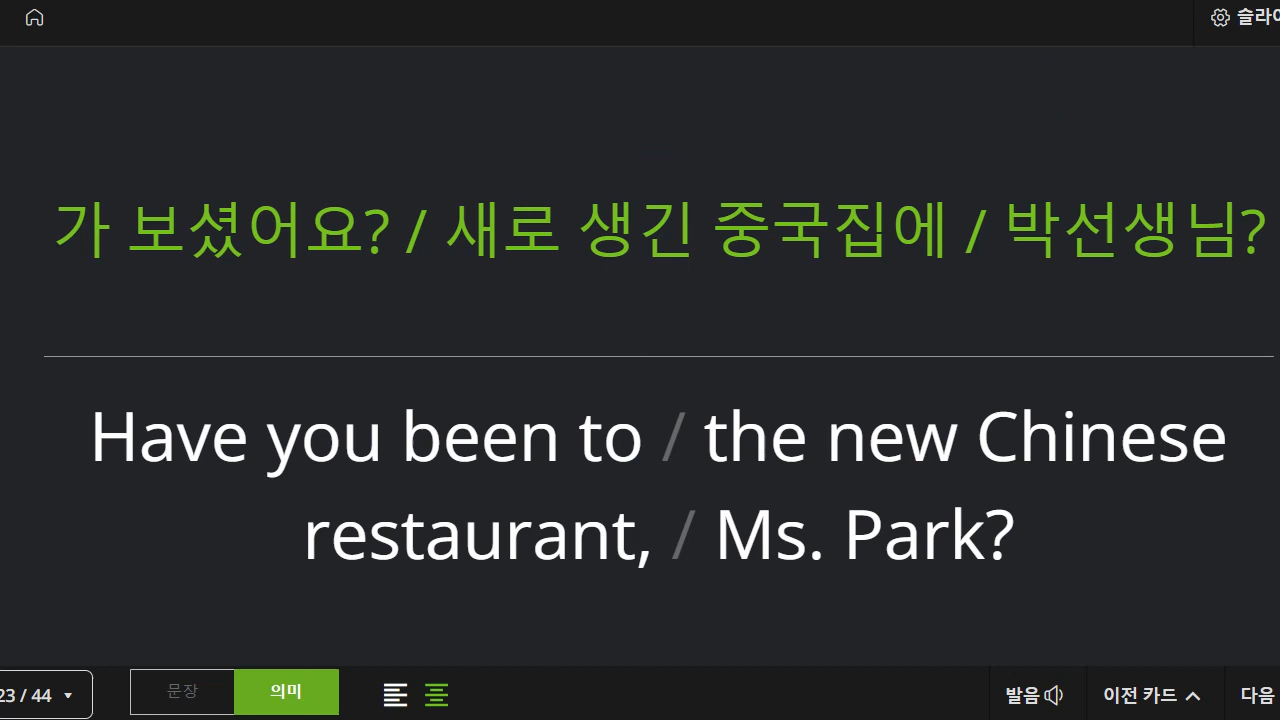 슬라이
가 보셨어요? / 새로 생긴 중국집에 / 박선생님?
Have you been to / the new Chinese
restaurant, / Ms. Park?
23 / 44
문장
의미
발음
이전 카드
다음